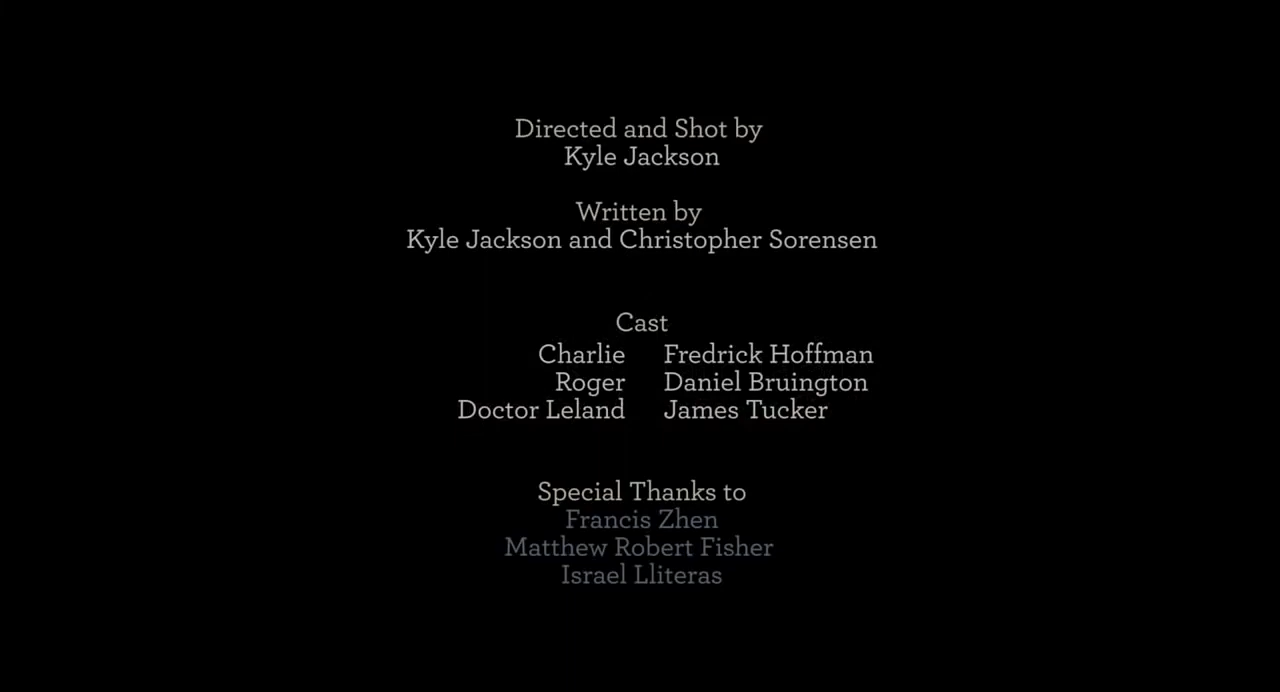 Directed and Shot by
Kyle Jackson
Written by
Kyle Jackson and Christopher Sorensen
Cast
Charlie Fredrick Hoffman
Roger Daniel Bruington
Doctor Leland James Tucker
Special Thanks to
Francis Zhen
Matthew Robert Fisher
Israel Lliteras